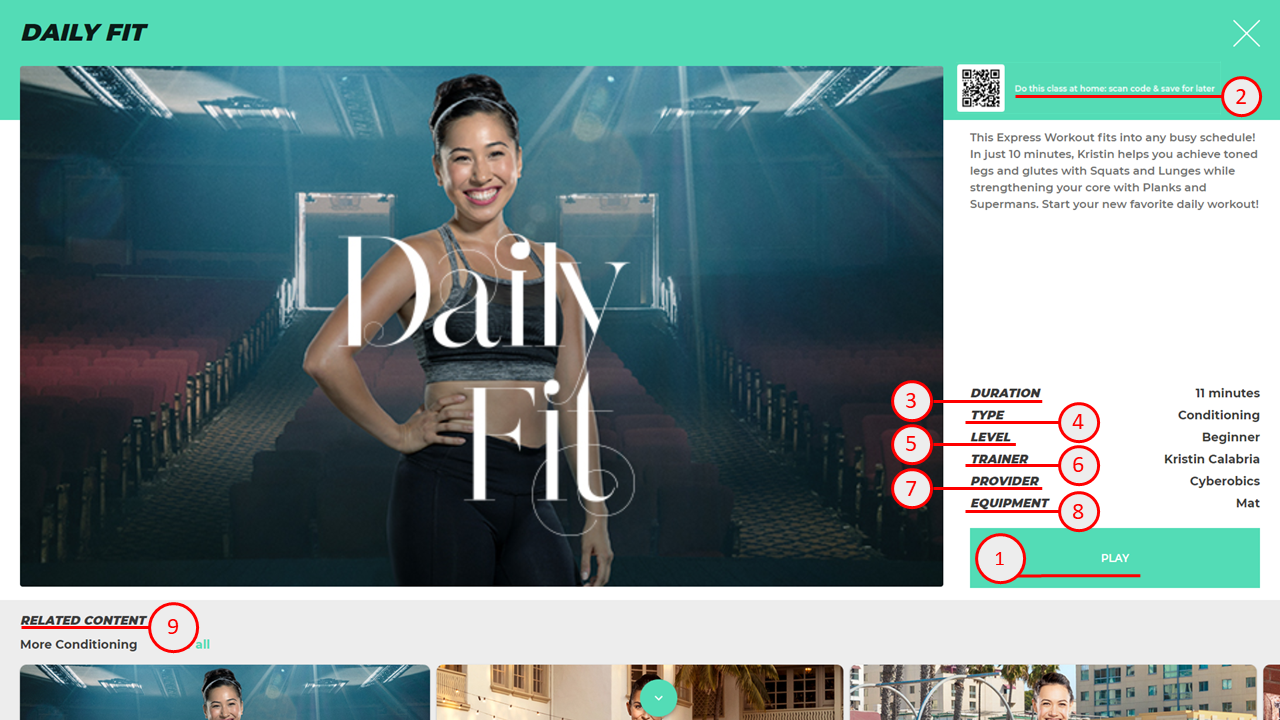 DAILY FIT
Do this class at home: scan code & save for later
2
This Express Workout fits into any busy schedule!
In just 10 minutes, Kristin helps you achieve toned
legs and glutes with Squats and Lunges while
strengthening your core with Planks and
Supermans. Start your new favorite daily workout!
Daily
Fit
3
DURATION
11 minutes
TYPE
4
Conditioning
5
LEVEL
Beginner
TRAINER
6
Kristin Calabria
7
PROVIDER
Cyberobics
EQUIPMENT
8
Mat
1
PLAY
RELATED CONTENT
9
More Conditioning
all